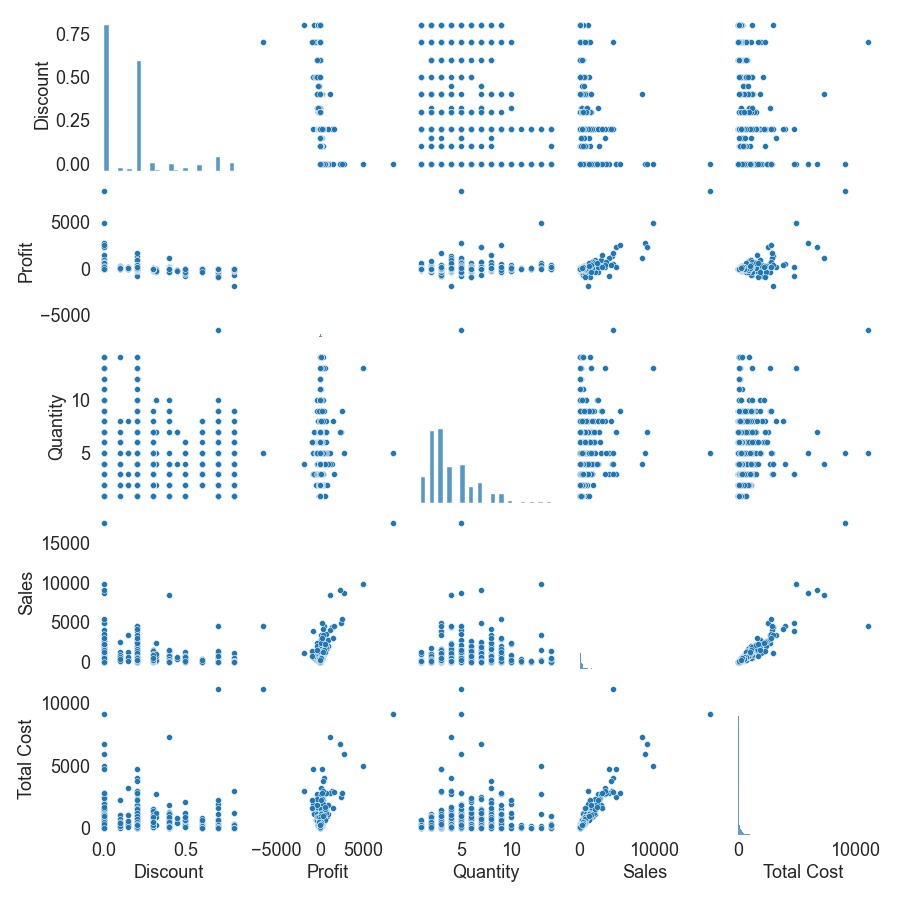 0.75
0.50
0.25
0.00
Discount
5000
0
−5000
Profit
10
5
Quantity
15000
10000
5000
0
Sales
10000
5000
0
Total Cost
0.0 0.5 −5000 0 5000 5 10 0 10000 0 10000
Discount Profit Quantity Sales Total Cost